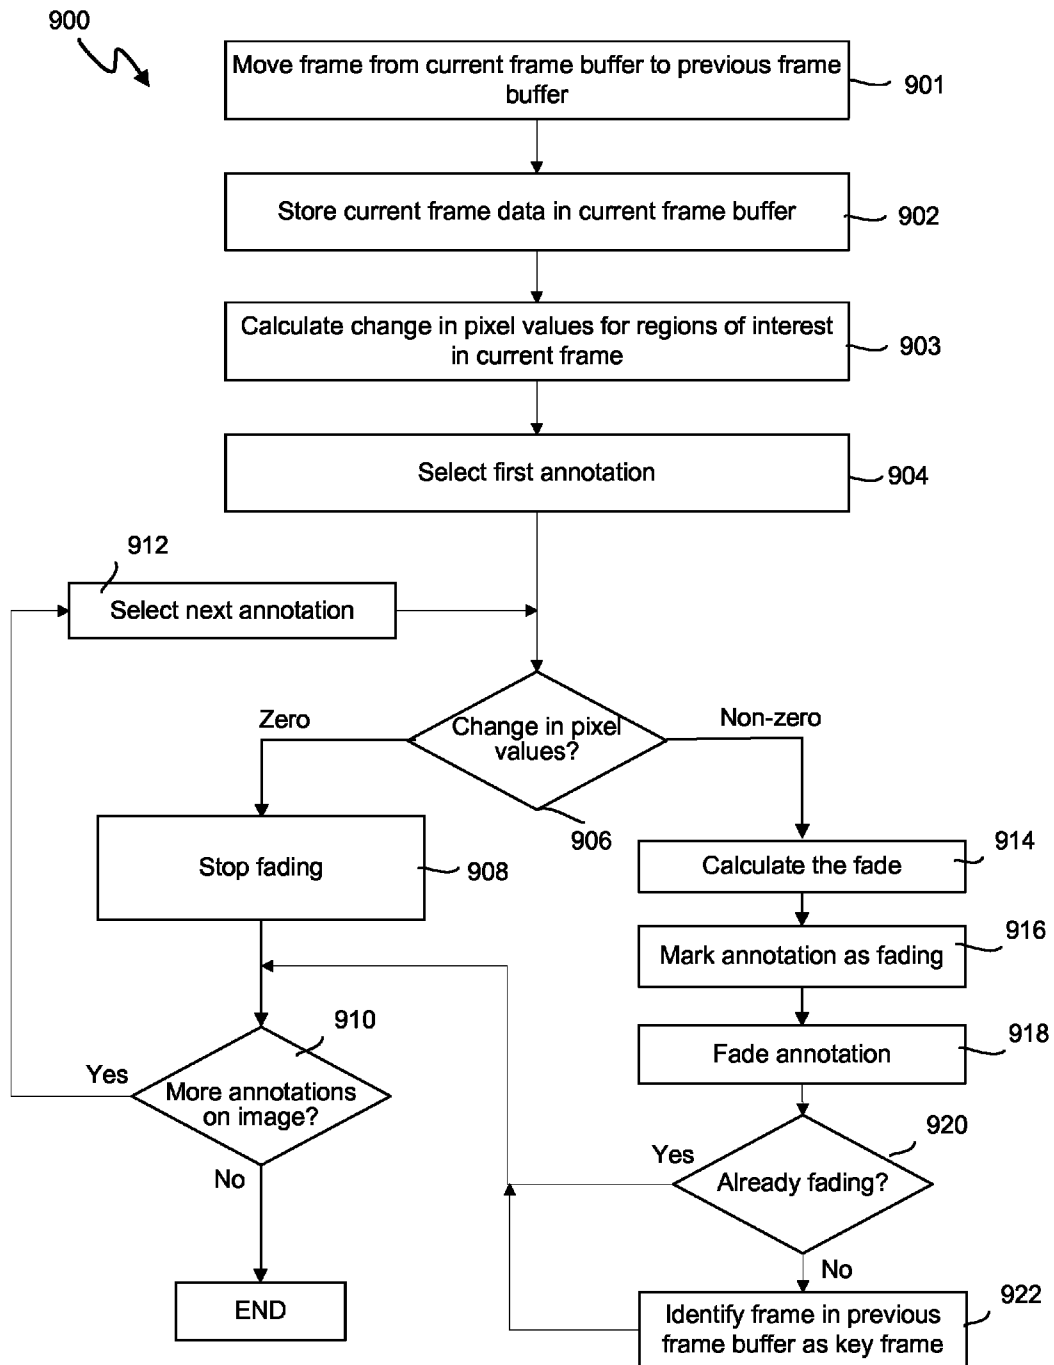 900
Move frame from current frame buffer to previous frame
buffer
901
Store current frame data in current frame buffer
902
Calculate change in pixel values for regions of interest
in current frame
903
Select first annotation
904
912
Select next annotation
Zero
Change in pixel
values?
Non-zero
906
Stop fading
908
914
Calculate the fade
916
Mark annotation as fading
918
Fade annotation
910
Yes
More annotations
on image?
No
END
920
Yes
Already fading?
No
922
Identify frame in previous
frame buffer as key frame